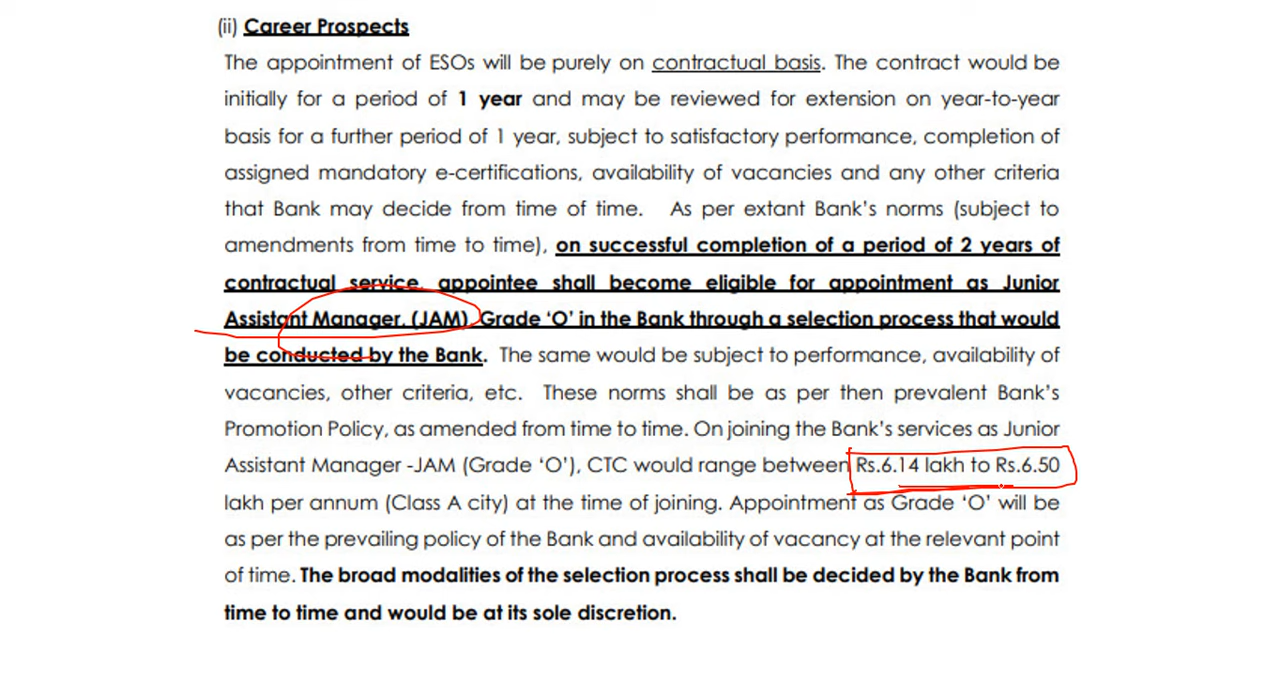 (ii) Career Prospects
The appointment of ESOs will be purely on contractual basis. The contract would be
initially for a period of 1 year and may be reviewed for extension on year-to-year
basis for a further period of 1 year, subject to satisfactory performance, completion of
assigned mandatory e-certifications, availability of vacancies and any other criteria
that Bank may decide from time of time. As per extant Bank's norms (subject to
amendments from time to time), on successful completion of a period of 2 years of
contractual service, appointee shall become eligible for appointment as Junior
Assistant Manager, (JAM) Grade 'O' in the Bank through a selection process that would
be conducted by the Bank. The same would be subject to performance, availability of
vacancies, other criteria, etc. These norms shall be as per then prevalent Bank's
Promotion Policy, as amended from time to time. On joining the Bank's services as Junior
Assistant Manager -JAM (Grade 'O'), CTC would range between Rs.6.14 lakh to Rs.6.50
lakh per annum (Class A city) at the time of joining. Appointment as Grade 'O' will be
as per the prevailing policy of the Bank and availability of vacancy at the relevant point
of time. The broad modalities of the selection process shall be decided by the Bank from
time to time and would be at its sole discretion.